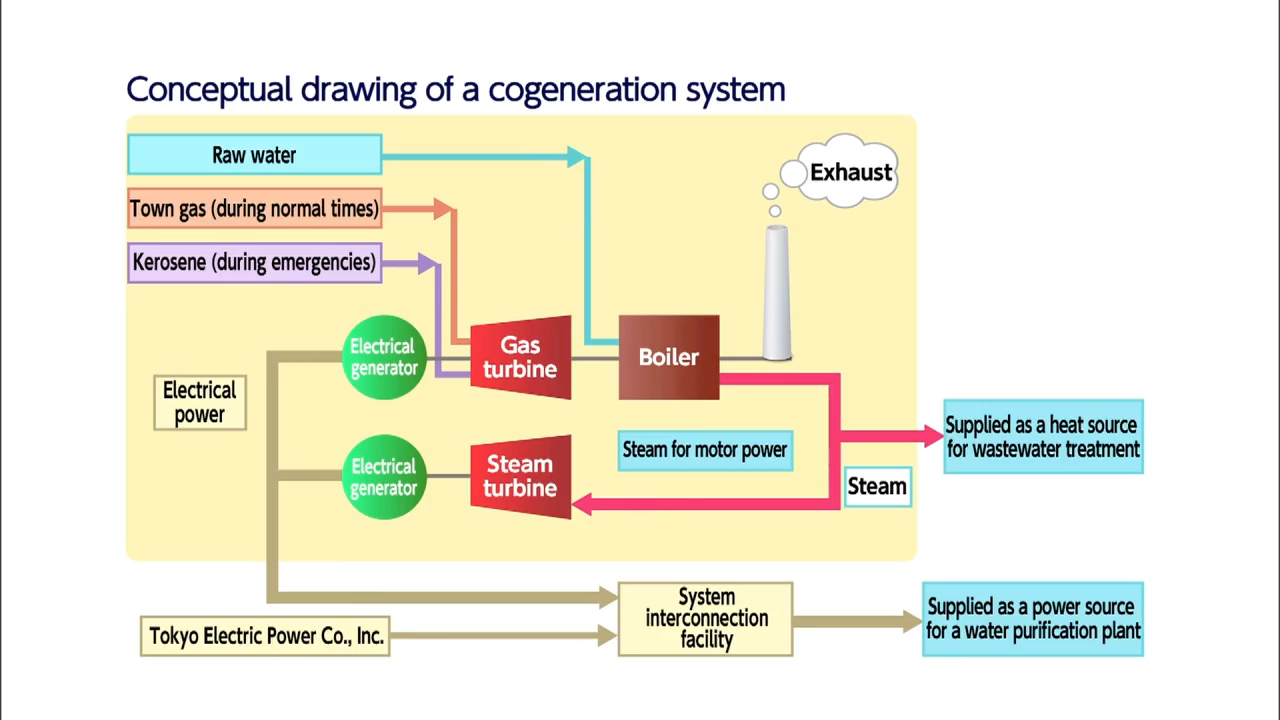 Conceptual drawing of a cogeneration system
Raw water
Exhaust
Town gas (during normal times)
Kerosene (during emergencies)
Electrical
generator
Gas
turbine
Boiler
Electrical
power
Supplied as a heat source
for wastewater treatment
Steam for motor power
Electrical
generator
Steam
turbine
Steam
System
interconnection
facility
Supplied as a power source
for a water purification plant
Tokyo Electric Power Co., Inc.